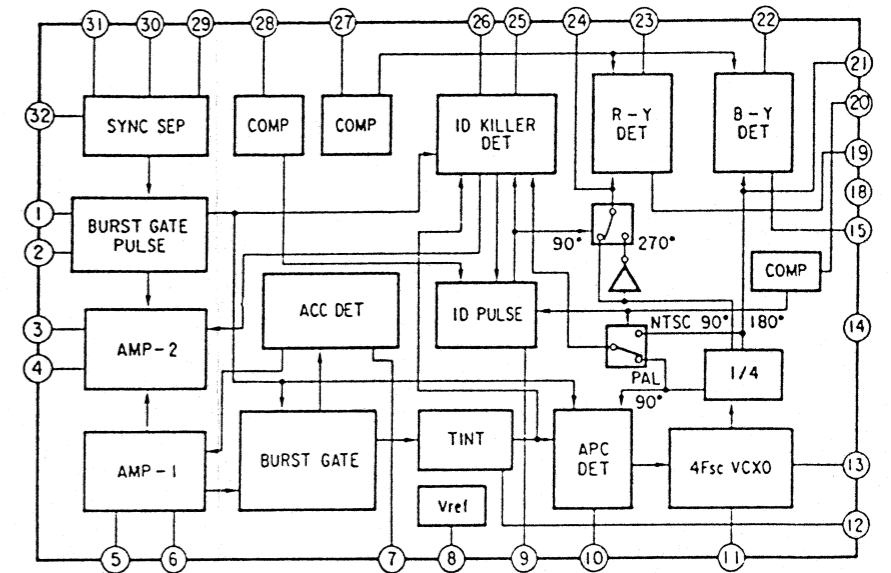 31 30 29 28 27 26 25 24 23 22
21
20
32
SYNC SEP
COMP
COMP
ID KILLER
DET
R-Y
DET
B-Y
DET
19
18
1
BURST GATE
PULSE
15
2
90° 270°
COMP
ACC DET
3
AMP-2
ID PULSE
NTSC 90° 180°
14
4
PAL
90°
1/4
AMP-1
BURST GATE
TINT
APC
DET
4Fsc VCXO
13
Vref
12
5 6 7 8 9 10 11